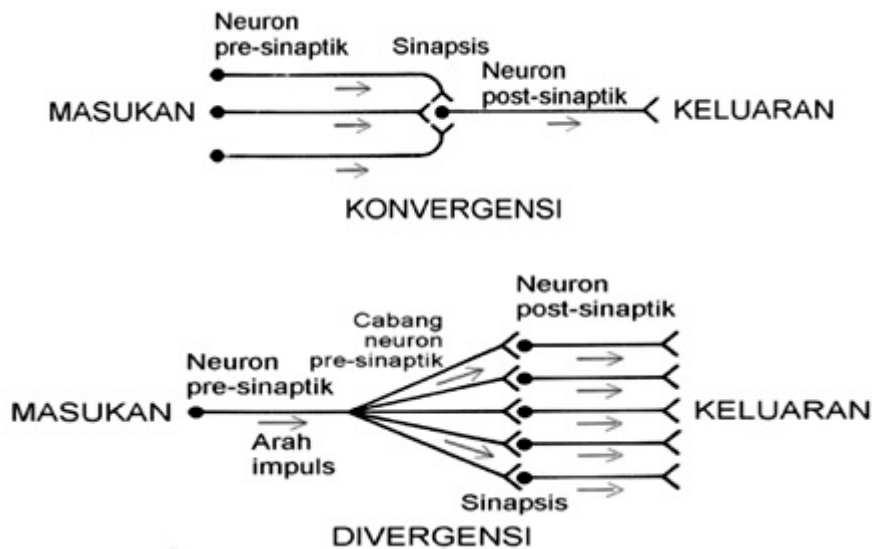 Neuron
pre-sinaptik
Sinapsis
Neuron
post-sinaptik
MASUKAN
KELUARAN
KONVERGENSI
Neuron
post-sinaptik
Cabang
neuron
pre-sinaptik
Neuron
pre-sinaptik
MASUKAN
KELUARAN
Arah
impuls
Sinapsis
DIVERGENSI